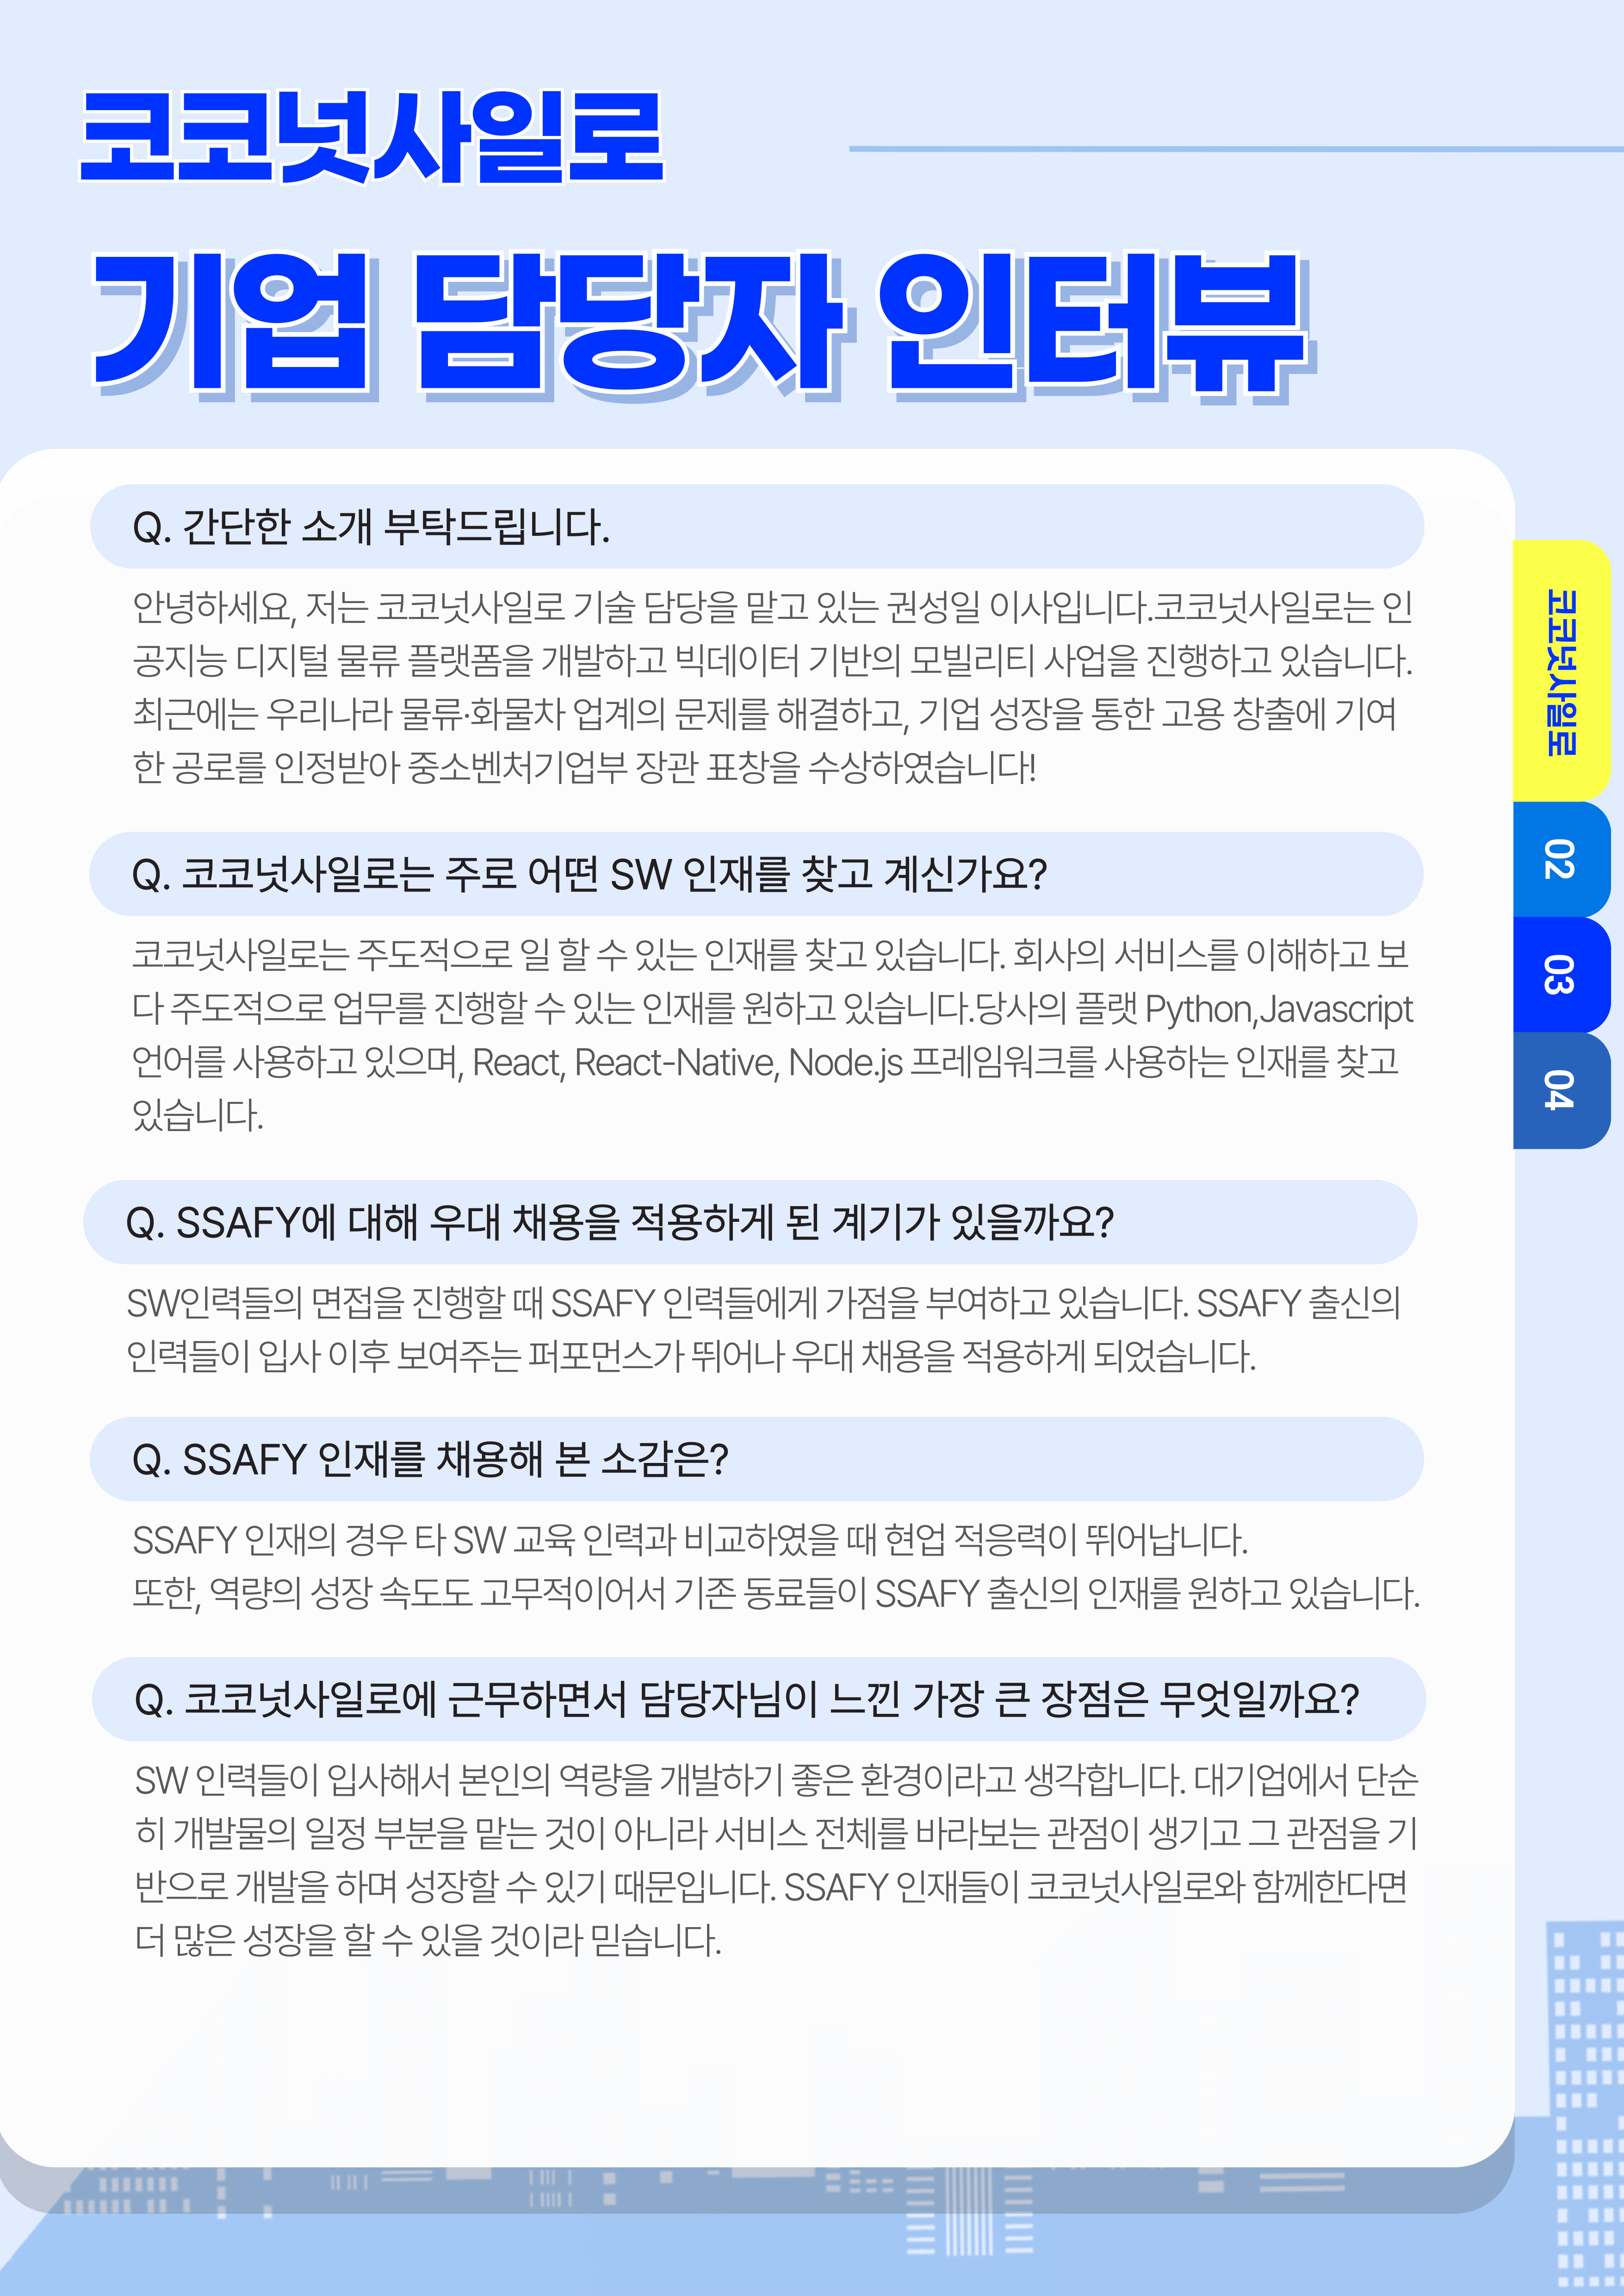 코코넛사일로
기업 담당자 인터뷰
Q. 간단한 소개 부탁드립니다.
안녕하세요, 저는 코코넛사일로 기술 담당을 맡고 있는 권성일 이사입니다.코코넛사일로는 인
공지능 디지털 물류 플랫폼을 개발하고 빅데이터 기반의 모빌리티 사업을 진행하고 있습니다.
최근에는 우리나라 물류·화물차 업계의 문제를 해결하고, 기업 성장을 통한 고용 창출에 기여
한 공로를 인정받아 중소벤처기업부 장관 표창을 수상하였습니다!
Q. 코코넛사일로는 주로 어떤 SW 인재를 찾고 계신가요?
코코넛사일로는 주도적으로 일 할 수 있는 인재를 찾고 있습니다. 회사의 서비스를 이해하고 보
다 주도적으로 업무를 진행할 수 있는 인재를 원하고 있습니다.당사의 플랫 Python,Javascript
언어를 사용하고 있으며, React, React-Native, Node.js 프레임워크를 사용하는 인재를 찾고
있습니다.
Q. SSAFY에 대해 우대 채용을 적용하게 된 계기가 있을까요?
SW인력들의 면접을 진행할 때 SSAFY 인력들에게 가점을 부여하고 있습니다. SSAFY 출신의
인력들이 입사 이후 보여주는 퍼포먼스가 뛰어나 우대 채용을 적용하게 되었습니다.
Q. SSAFY 인재를 채용해 본 소감은?
SSAFY 인재의 경우 타 SW 교육 인력과 비교하였을 때 현업 적응력이 뛰어납니다.
또한, 역량의 성장 속도도 고무적이어서 기존 동료들이 SSAFY 출신의 인재를 원하고 있습니다.
Q. 코코넛사일로에 근무하면서 담당자님이 느낀 가장 큰 장점은 무엇일까요?
SW 인력들이 입사해서 본인의 역량을 개발하기 좋은 환경이라고 생각합니다. 대기업에서 단순
히 개발물의 일정 부분을 맡는 것이 아니라 서비스 전체를 바라보는 관점이 생기고 그 관점을 기
반으로 개발을 하며 성장할 수 있기 때문입니다. SSAFY 인재들이 코코넛사일로와 함께한다면
더 많은 성장을 할 수 있을 것이라 믿습니다.
코코넛사일로
02
03
04